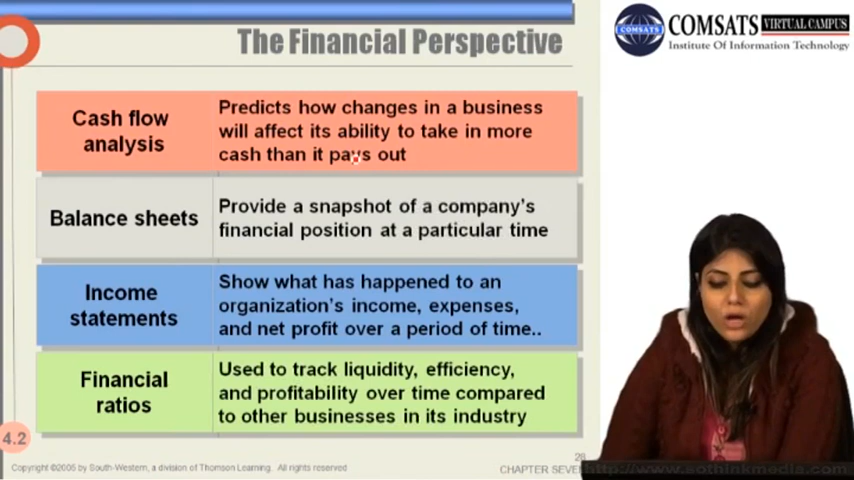 The Financial Perspective
COMSATS
COMSATS VIRTUAL CAMPUS
Institute Of Information Technology
Cash flow
analysis
Predicts how changes in a business
will affect its ability to take in more
cash than it pays out
Balance sheets
Provide a snapshot of a company's
financial position at a particular time
Income
statements
Show what has happened to an
organization's income, expenses,
and net profit over a period of time..
Financial
ratios
Used to track liquidity, efficiency,
and profitability over time compared
to other businesses in its industry
4.2
Copyright ©2005 by South-Western, a division of Thomson Learning. All rights reserved
CHAPTER SEVE
http://www.sothinkmedia.com